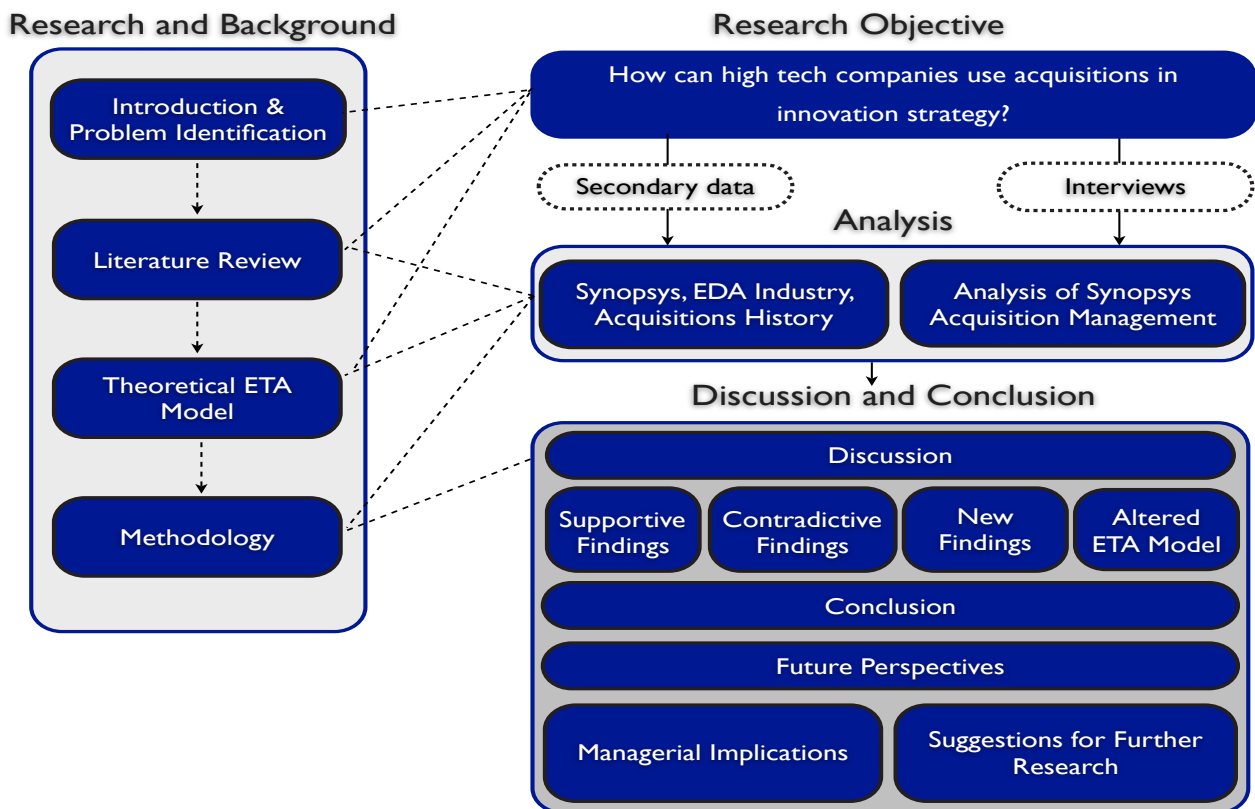 Research and Background
Introduction &
Problem Identification
Literature Review
Theoretical ETA
Model
Methodology
Research Objective
How can high tech companies use acquisitions in
innovation strategy?
Secondary data
Interviews
Analysis
Synopsys, EDA Industry,
Acquisitions History
Analysis of Synopsys
Acquisition Management
Discussion and Conclusion
Discussion
Supportive
Findings
Contradictive
Findings
New
Findings
Altered
ETA Model
Conclusion
Future Perspectives
Managerial Implications
Suggestions for Further
Research